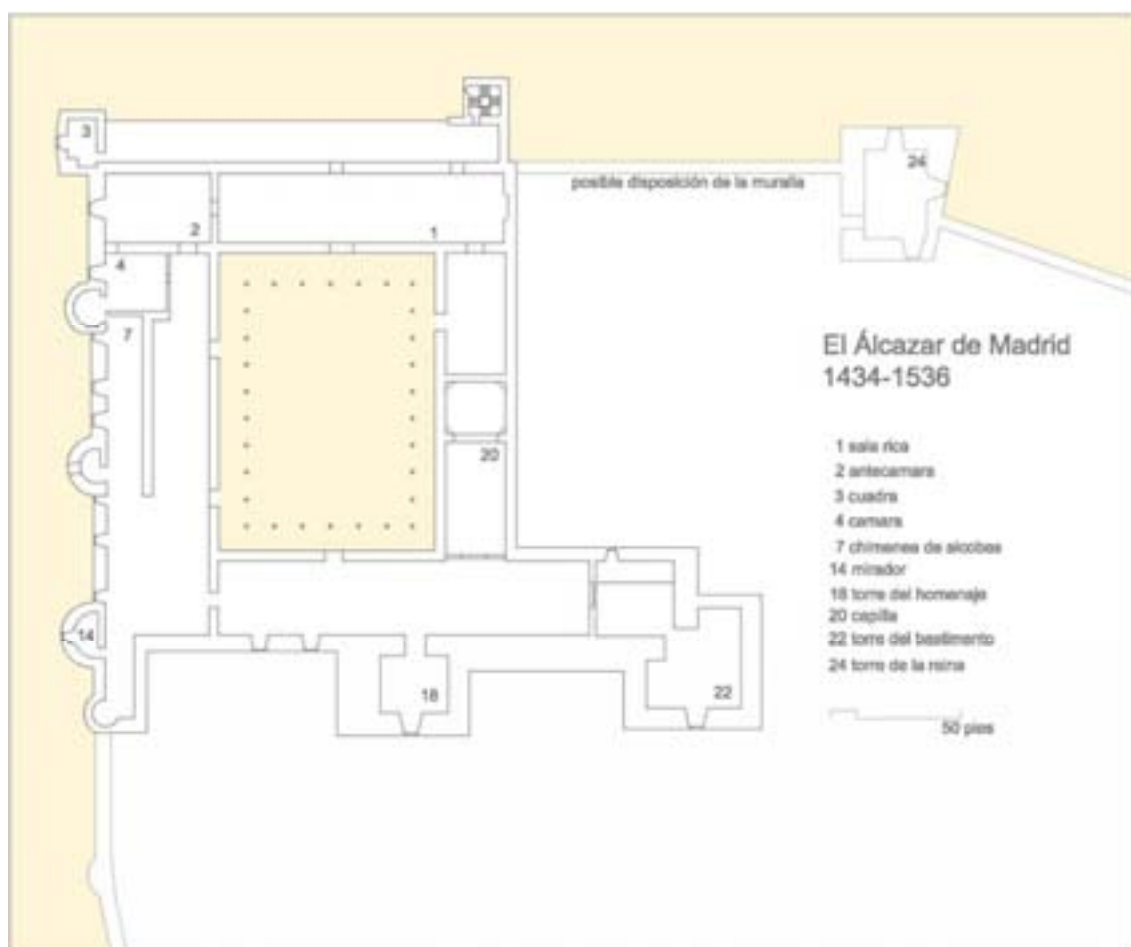 3
24
posible disposición de la muralla
2
1
4
7
El Álcazar de Madrid
1434-1536
1 sala rica
20
2 antecamara
3 cuadra
4 camara
7 chimenea de alcobas
14 mirador
18 torre del homenaje
20 capilla
14
22 torre del bastimento
24 torre de la reina
18
22
50 pies